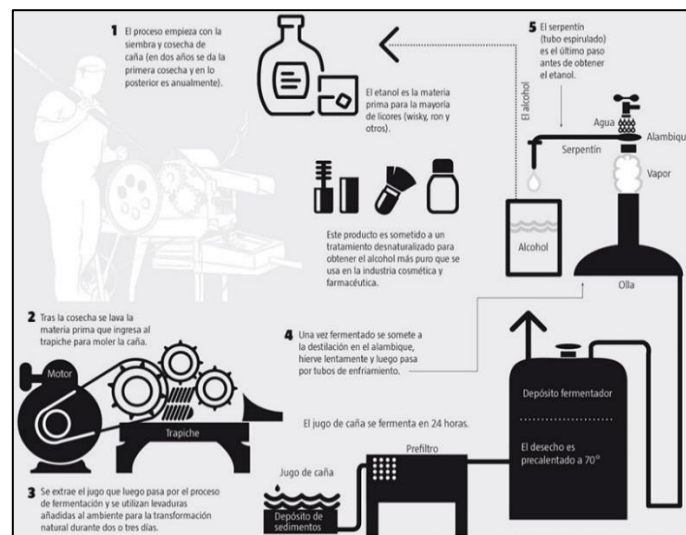 1 El proceso empieza con la
siembra y cosecha de
caña (en dos años se da la
primera cosecha y en lo
posterior es anualmente).
El etanol es la materia
prima para la mayoría
de licores (wisky, ron y
otros).
Este producto es sometido a un
tratamiento desnaturalizado para
obtener el alcohol más puro que se
usa en la industria cosmética y
farmacéutica.
El alcohol
5 El serpentín
(tubo espirulado)
es el último paso
antes de obtener
el etanol.
Agua
Alambique
Serpentín
Vapor
Alcohol
Olla
2 Tras la cosecha se lava la
materia prima que ingresa al
trapiche para moler la caña.
Motor
Trapiche
3 Se extrae el jugo que luego pasa por el proceso
de fermentación y se utilizan levaduras
añadidas al ambiente para la transformación
natural durante dos o tres días.
4 Una vez fermentado se somete a
la destilación en el alambique,
hierve lentamente y luego pasa
por tubos de enfriamiento.
El jugo de caña se fermenta en 24 horas.
Jugo de caña
Depósito de
sedimentos
Prefiltro
Depósito fermentador
El desecho es
precalentado a 70°